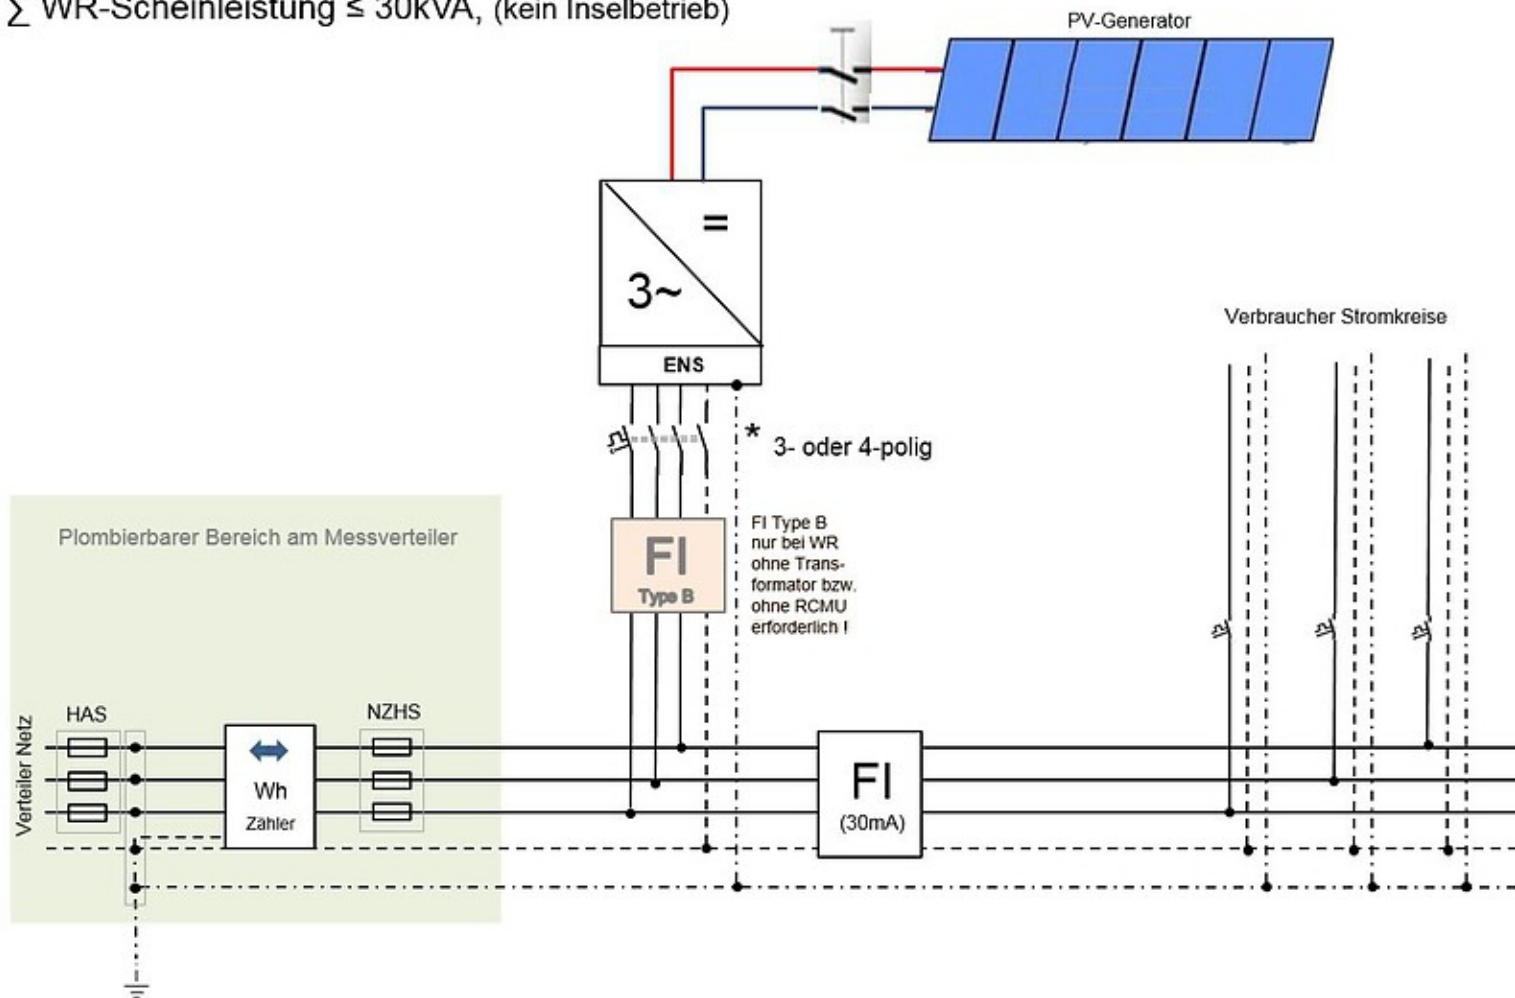 ∑ WR-Scheinleistung ≤ 30kVA, (kein Inselbetrieb)
PV-Generator
=
3~
ENS
Verbraucher Stromkreise
* 3- oder 4-polig
Plombierbarer Bereich am Messverteiler
FI
Type B
FI Type B
nur bei WR
ohne Trans-
formator bzw.
ohne RCMU
erforderlich !
Verteiler Netz
HAS
NZHS
Wh
Zähler
FI
(30mA)